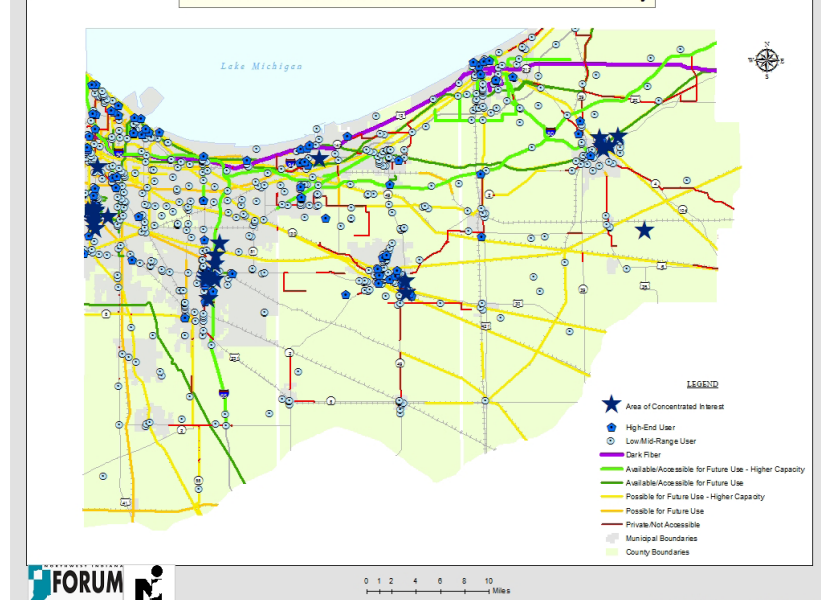 Lake Michigan
N
W
E
S
LEGEND
Area of Concentrated Interest
High-End User
Low/Mid-Range User
Dark Fiber
Available/Accessible for Future Use - Higher Capacity
Available/Accessible for Future Use
Possible for Future Use - Higher Capacity
Possible for Future Use
Private/Not Accessible
Municipal Boundaries
County Boundaries
NORTHWEST INDIANA
FORUM
0 1 2 4 6 8 10
Miles